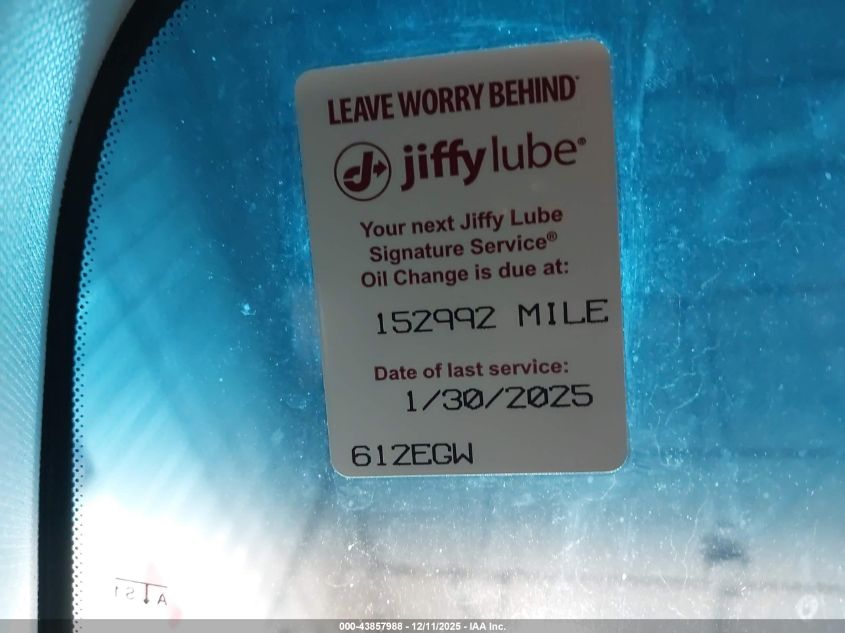 LEAVE WORRY BEHIND
jiffy lube®
Your next Jiffy Lube
Signature Service®
Oil Change is due at:
152992 MILE
Date of last service:
1/30/2025
612EGW
AS1
000-43857988 - 12/11/2025 - IAA Inc.